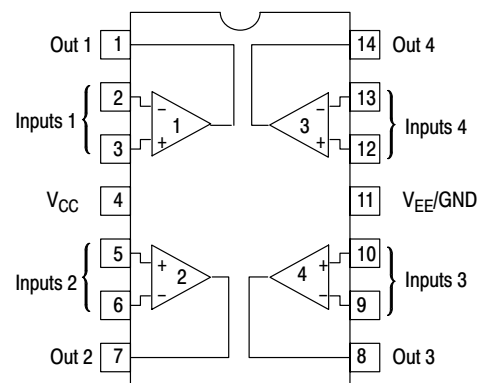 Out 1 1 14 Out 4
2 - - 13
Inputs 1 1 3 Inputs 4
3 + + 12
VCC 4 11 VEE/GND
5 + + 10
Inputs 2 2 4 Inputs 3
6 - - 9
Out 2 7 8 Out 3